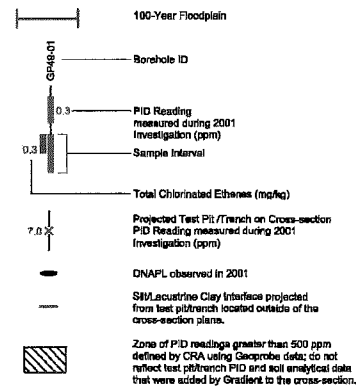 100-Year Floodplain
GP49-01
Borehole ID
0.3
PID Reading
measured during 2001
Investigation (ppm)
0.3
Sample Interval
Total Chlorinated Ethenes (mg/kg)
Projected Test Pit /Trench on Cross-section
7.0
PID Reading measured during 2001
Investigation (ppm)
DNAPL observed in 2001
Silt/Lacustrine Clay Interface projected
from test pit/trench located outside of the
cross-section plane.
Zone of PID readings greater than 500 ppm
defined by CRA using Geoprobe data; do not
reflect test pit/trench PID and soil analytical data
that were added by Gradient to the cross-section.